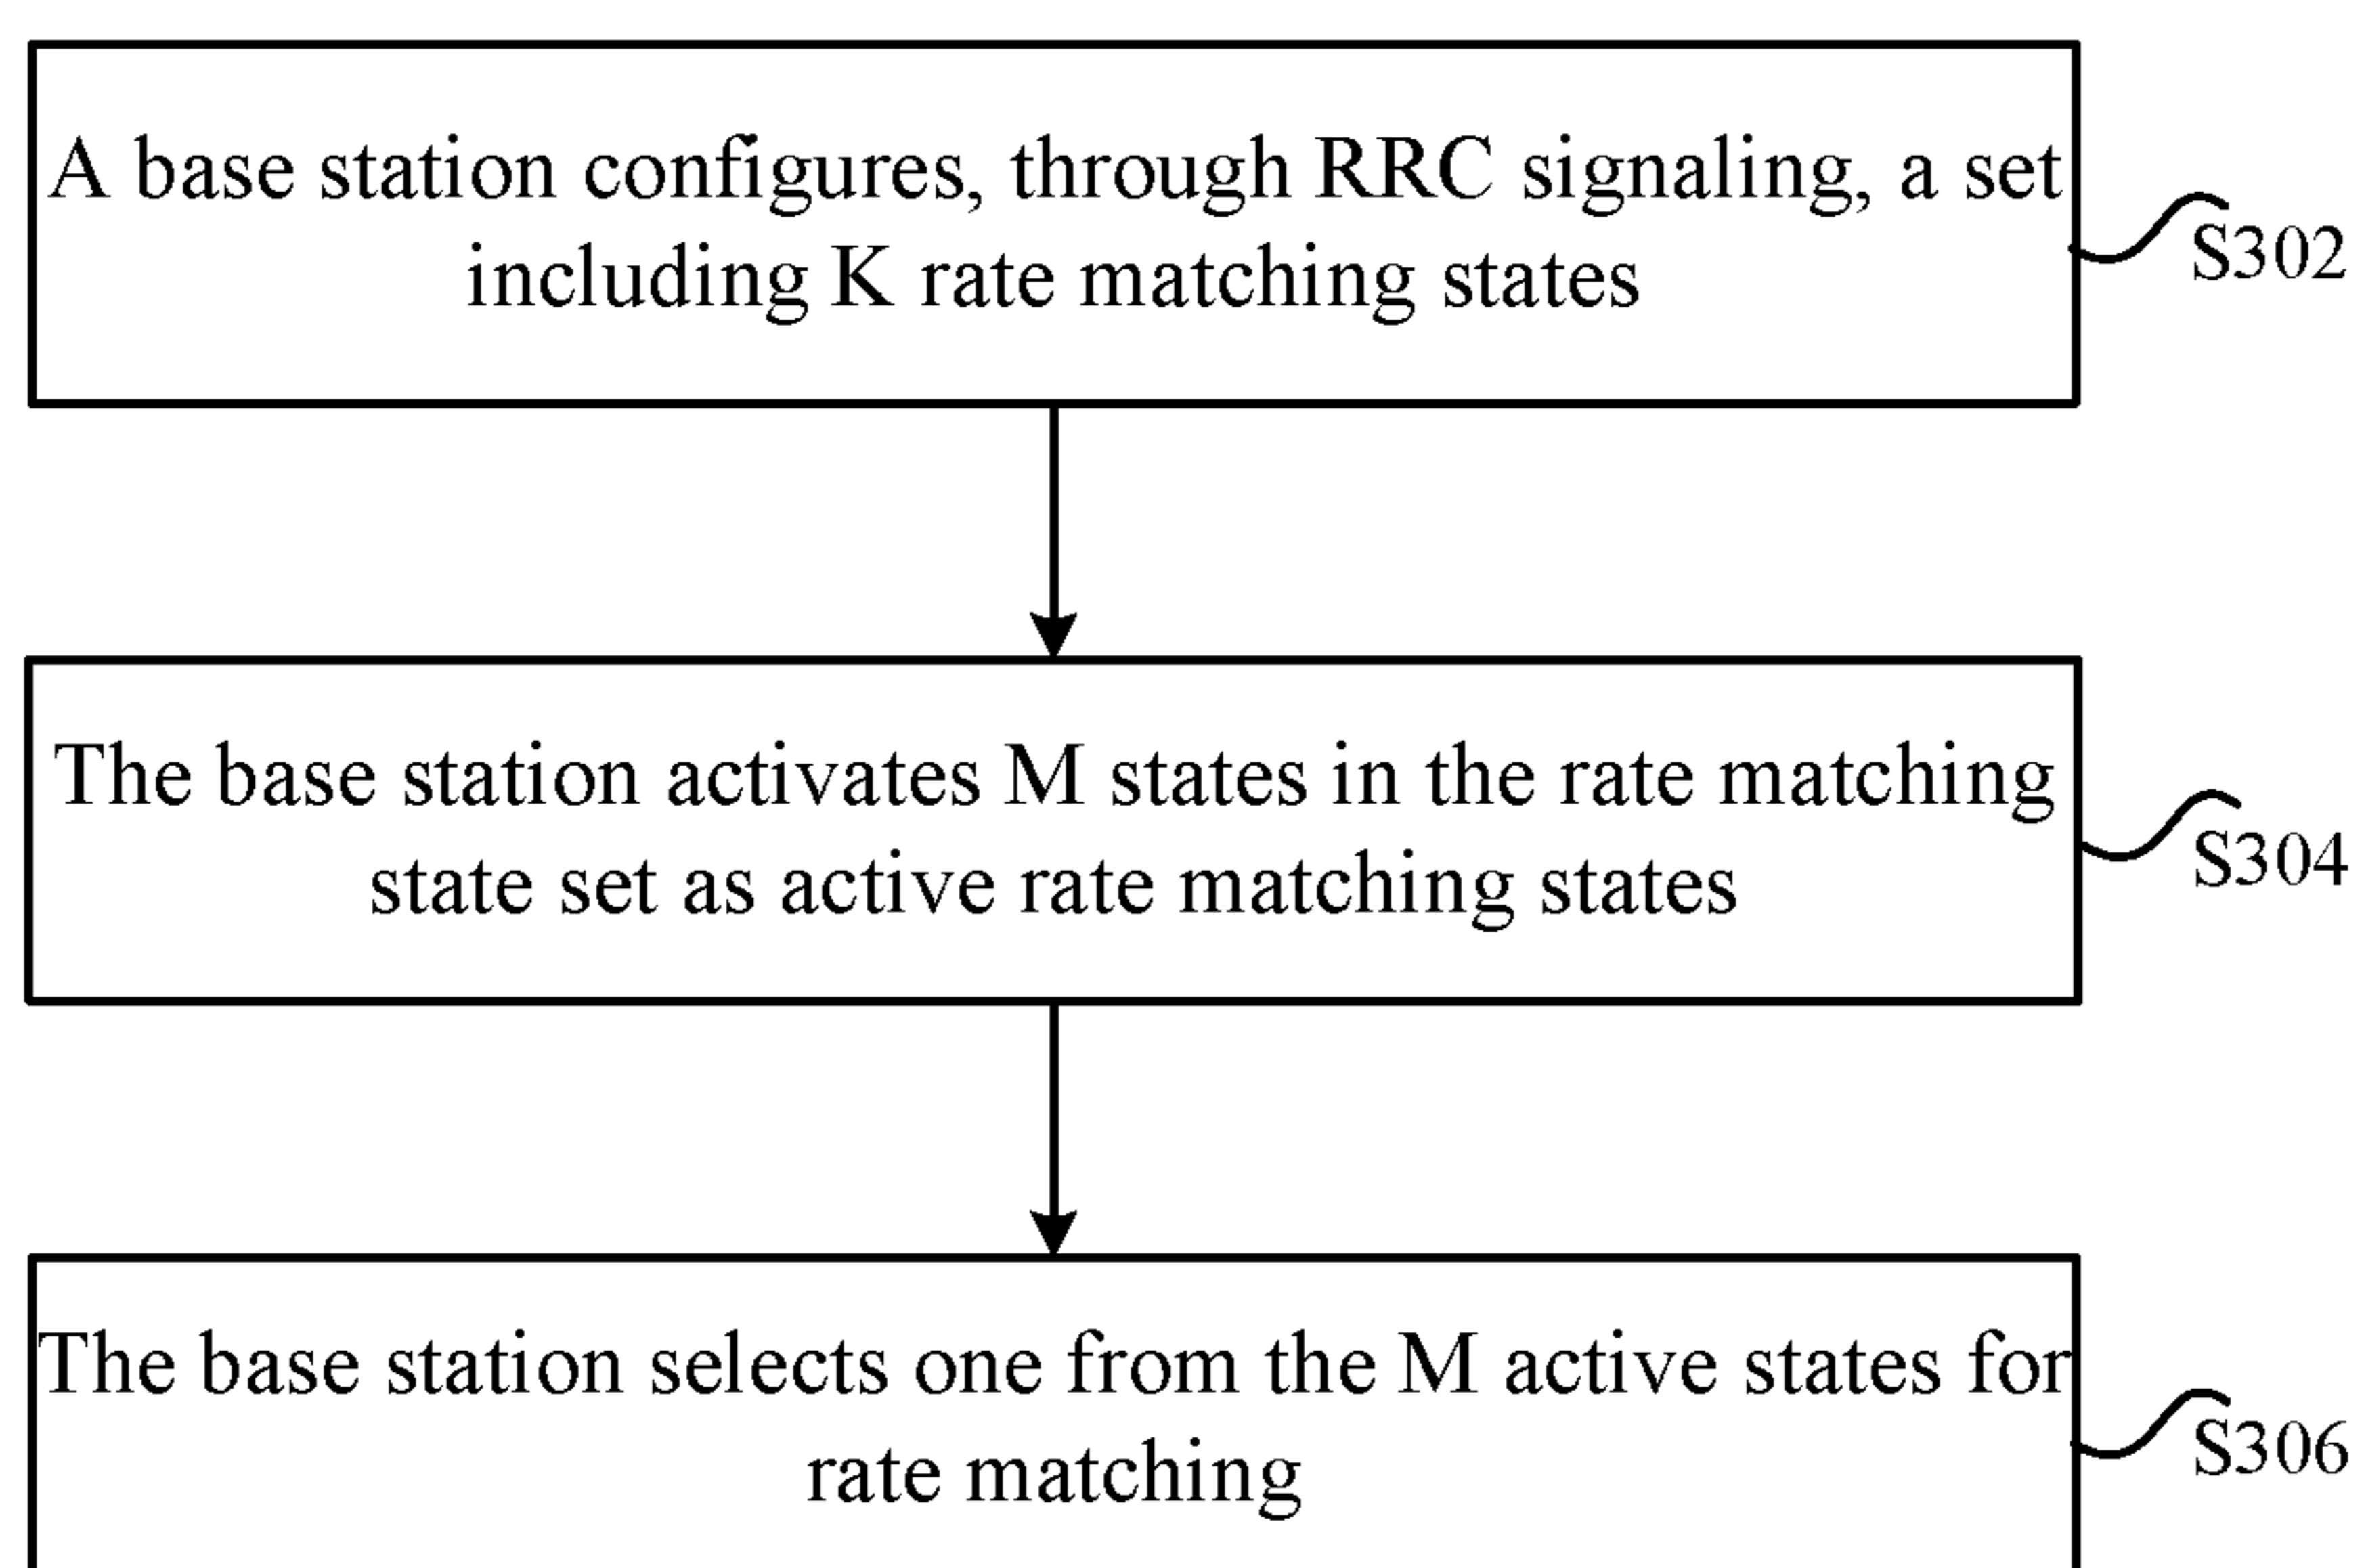 A base station configures, through RRC signaling, a set
including K rate matching states
S302
The base station activates M states in the rate matching
state set as active rate matching states
S304
The base station selects one from the M active states for
rate matching
S306